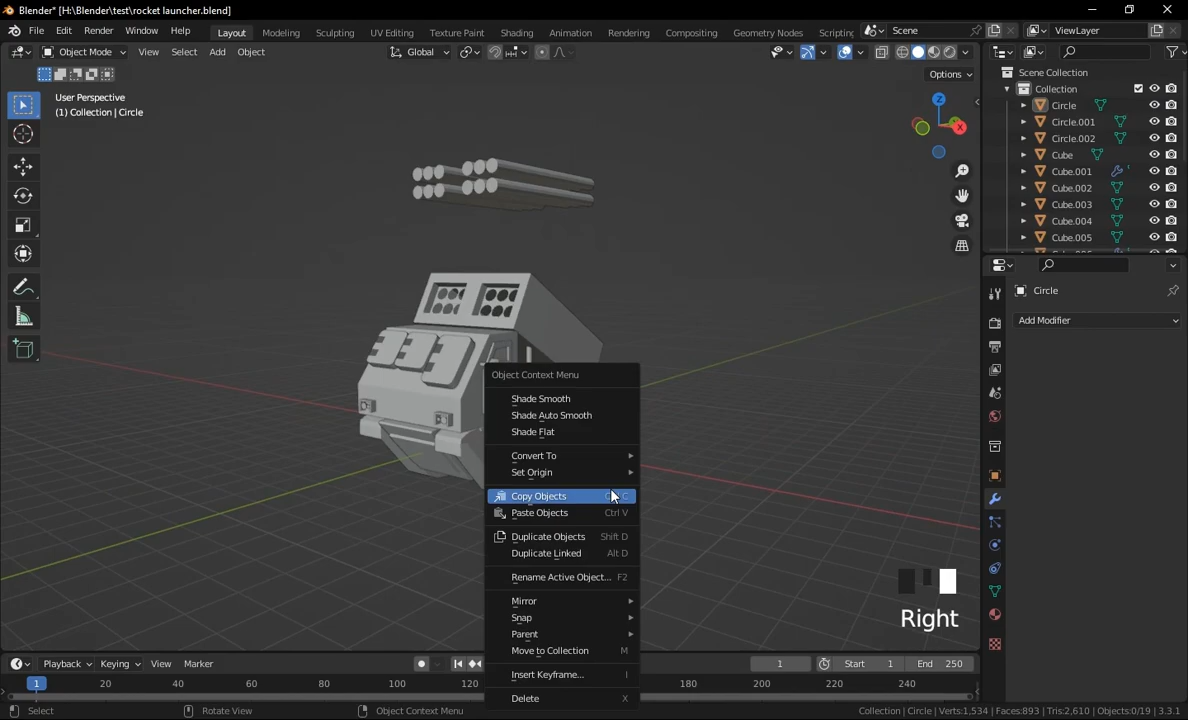 Blender* [H:\Blender\test\rocket launcher.blend]
File Edit Render Window Help Layout Modeling Sculpting UV Editing Texture Paint Shading Animation Rendering Compositing Geometry Nodes Scripting Scene ViewLayer
Object Mode View Select Add Object Global
Options
User Perspective
(1) Collection | Circle
Z
X
Scene Collection
Collection
Circle
Circle.001
Circle.002
Cube
Cube.001
Cube.002
Cube.003
Cube.004
Cube.005
Circle
Add Modifier
Object Context Menu
Shade Smooth
Shade Auto Smooth
Shade Flat
Convert To
Set Origin
Copy Objects
Paste Objects Ctrl V
Duplicate Objects Shift D
Duplicate Linked Alt D
Rename Active Object... F2
Mirror
Snap
Parent
Move to Collection M
Insert Keyframe... I
Delete X
Right
Playback Keying View Marker 1 Start 1 End 250
1 20 40 60 80 100 120 180 200 220 240
Select Rotate View Object Context Menu Collection | Circle | Verts:1,534 | Faces:893 | Tris:2,610 | Objects:0/19 | 3.3.1